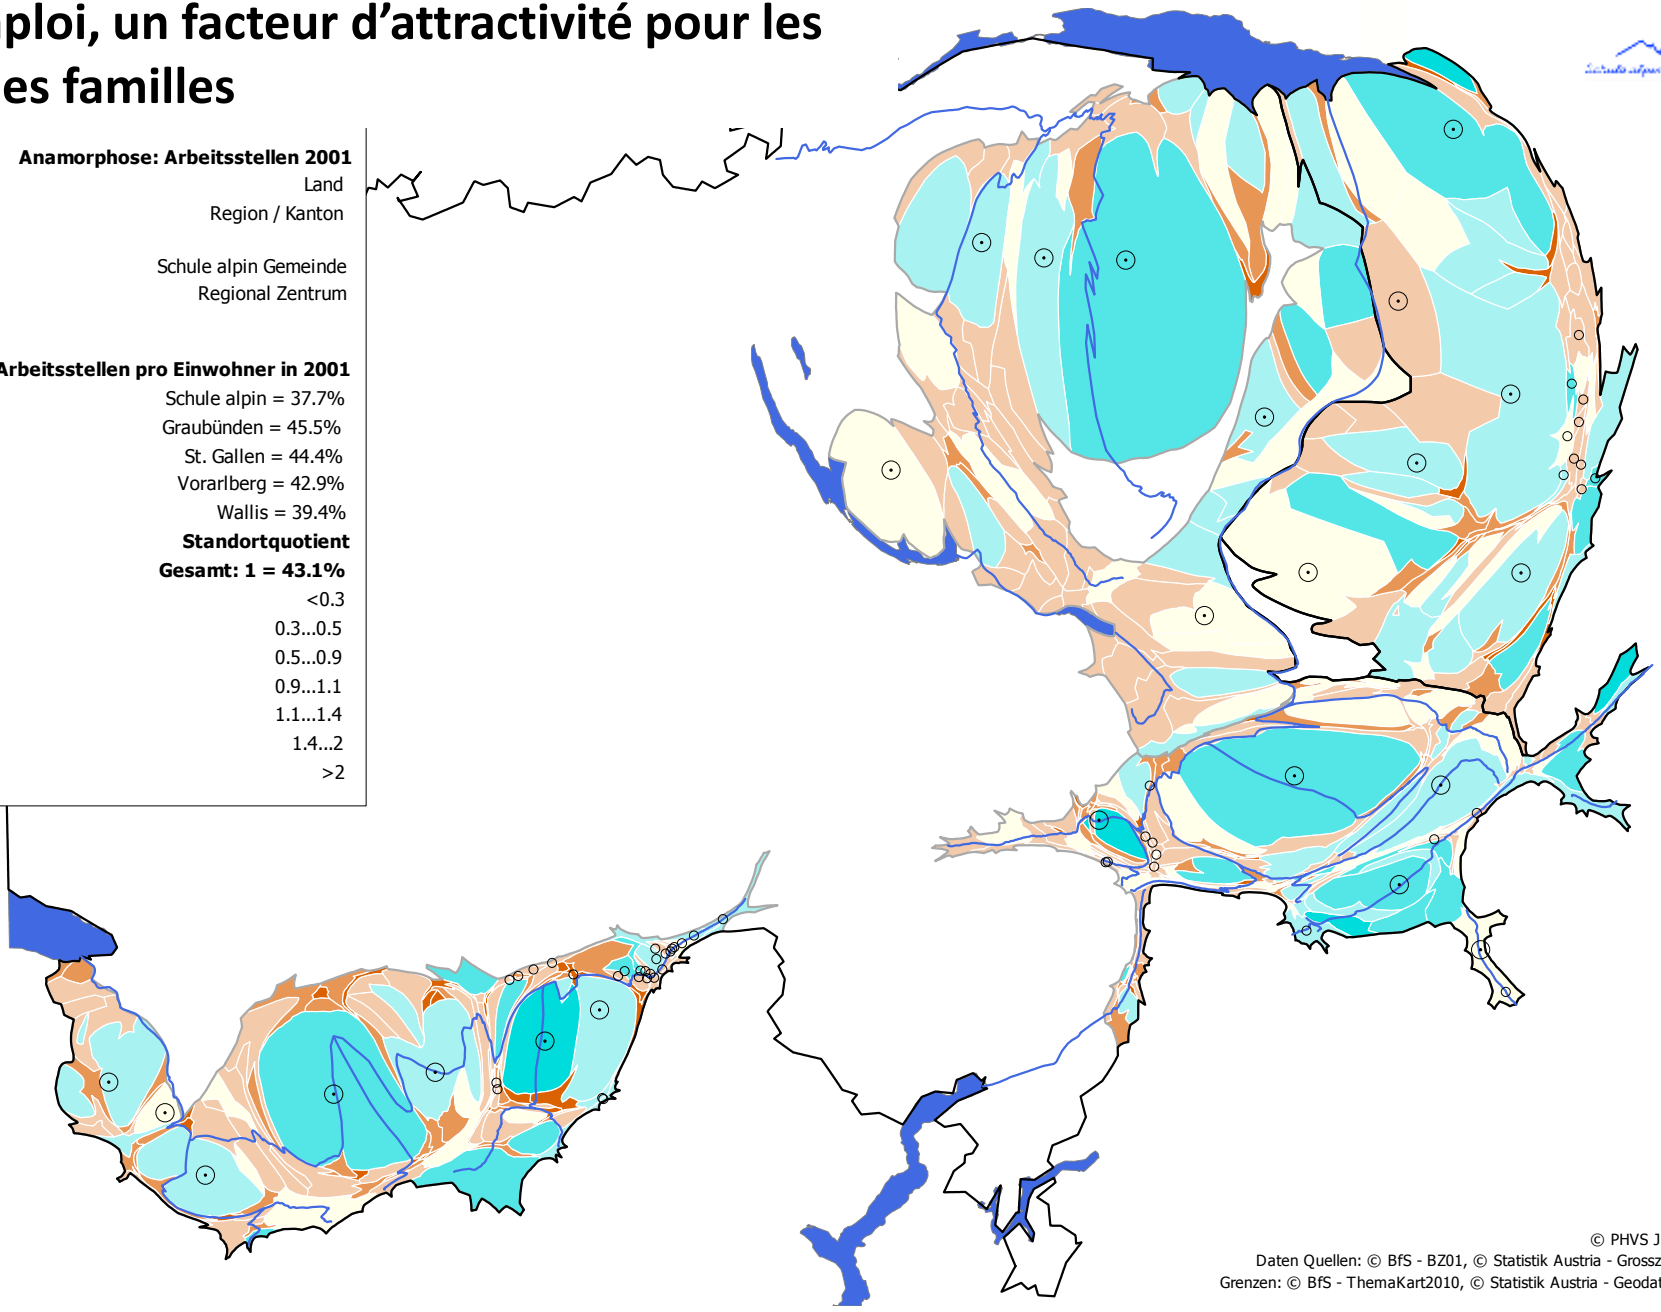 ploi, un facteur d’attractivité pour les
es familles
Anamorphose: Arbeitsstellen 2001
Land
Region / Kanton
Schule alpin Gemeinde
Regional Zentrum
Arbeitsstellen pro Einwohner in 2001
Schule alpin = 37.7%
Graubünden = 45.5%
St. Gallen = 44.4%
Vorarlberg = 42.9%
Wallis = 39.4%
Standortquotient
Gesamt: 1 = 43.1%
<0.3
0.3...0.5
0.5...0.9
0.9...1.1
1.1...1.4
1.4...2
>2
Schule alpin
© PHVS J
Daten Quellen: © BfS - BZ01, © Statistik Austria - Grossz
Grenzen: © BfS - ThemaKart2010, © Statistik Austria - Geodat